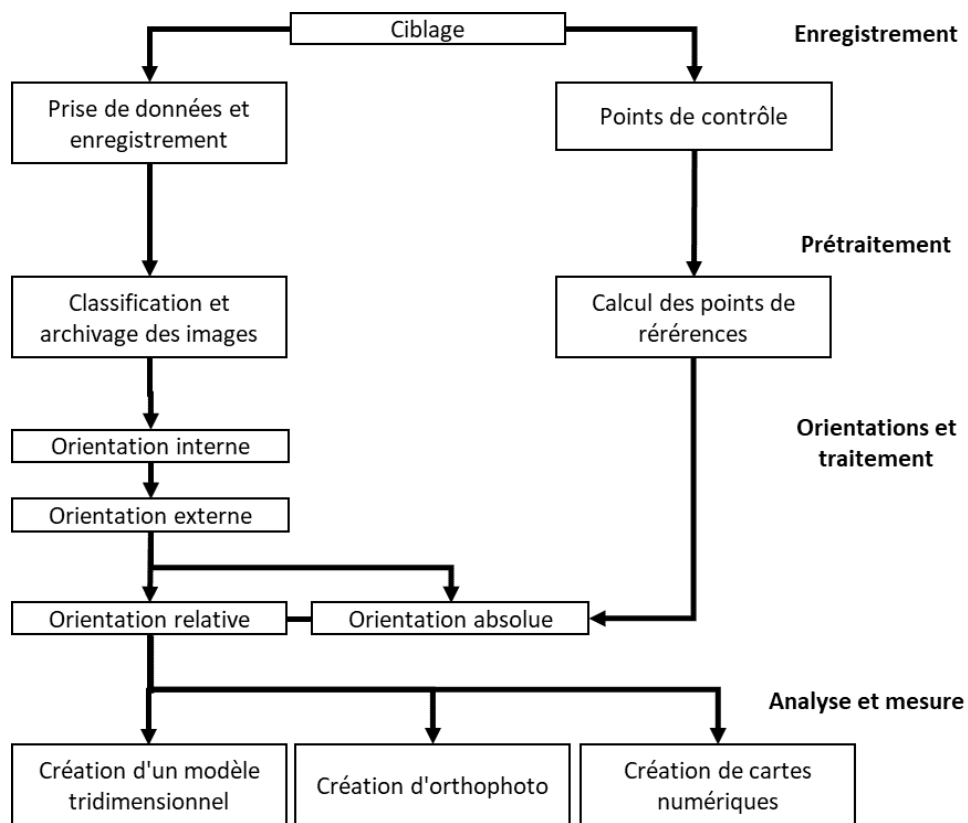 Ciblage
Enregistrement
Prise de données et
enregistrement
Points de contrôle
Prétraitement
Classification et
archivage des images
Calcul des points de
rérérences
Orientations et
traitement
Orientation interne
Orientation externe
Orientation relative
Orientation absolue
Analyse et mesure
Création d'un modèle
tridimensionnel
Création d'orthophoto
Création de cartes
numériques